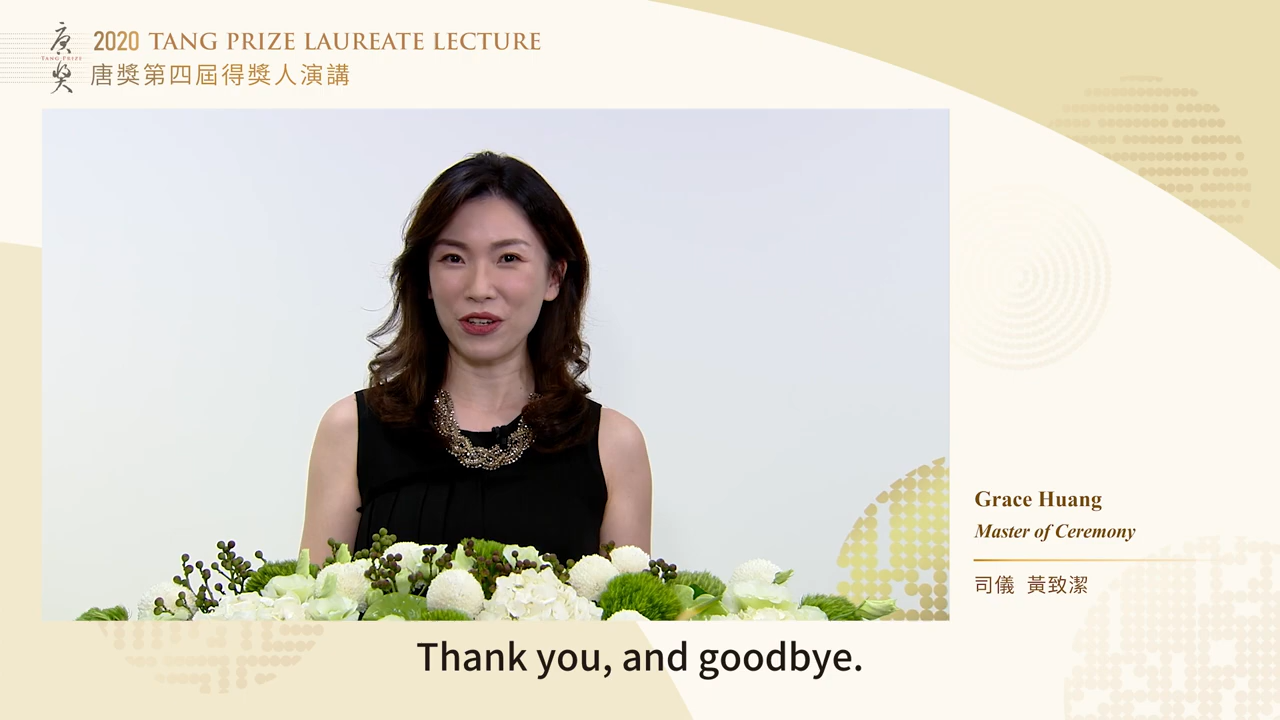 唐獎
TANG PRIZE
2020 TANG PRIZE LAUREATE LECTURE
唐獎第四屆得獎人演講
Grace Huang
Master of Ceremony
司儀 黃致潔
Thank you, and goodbye.